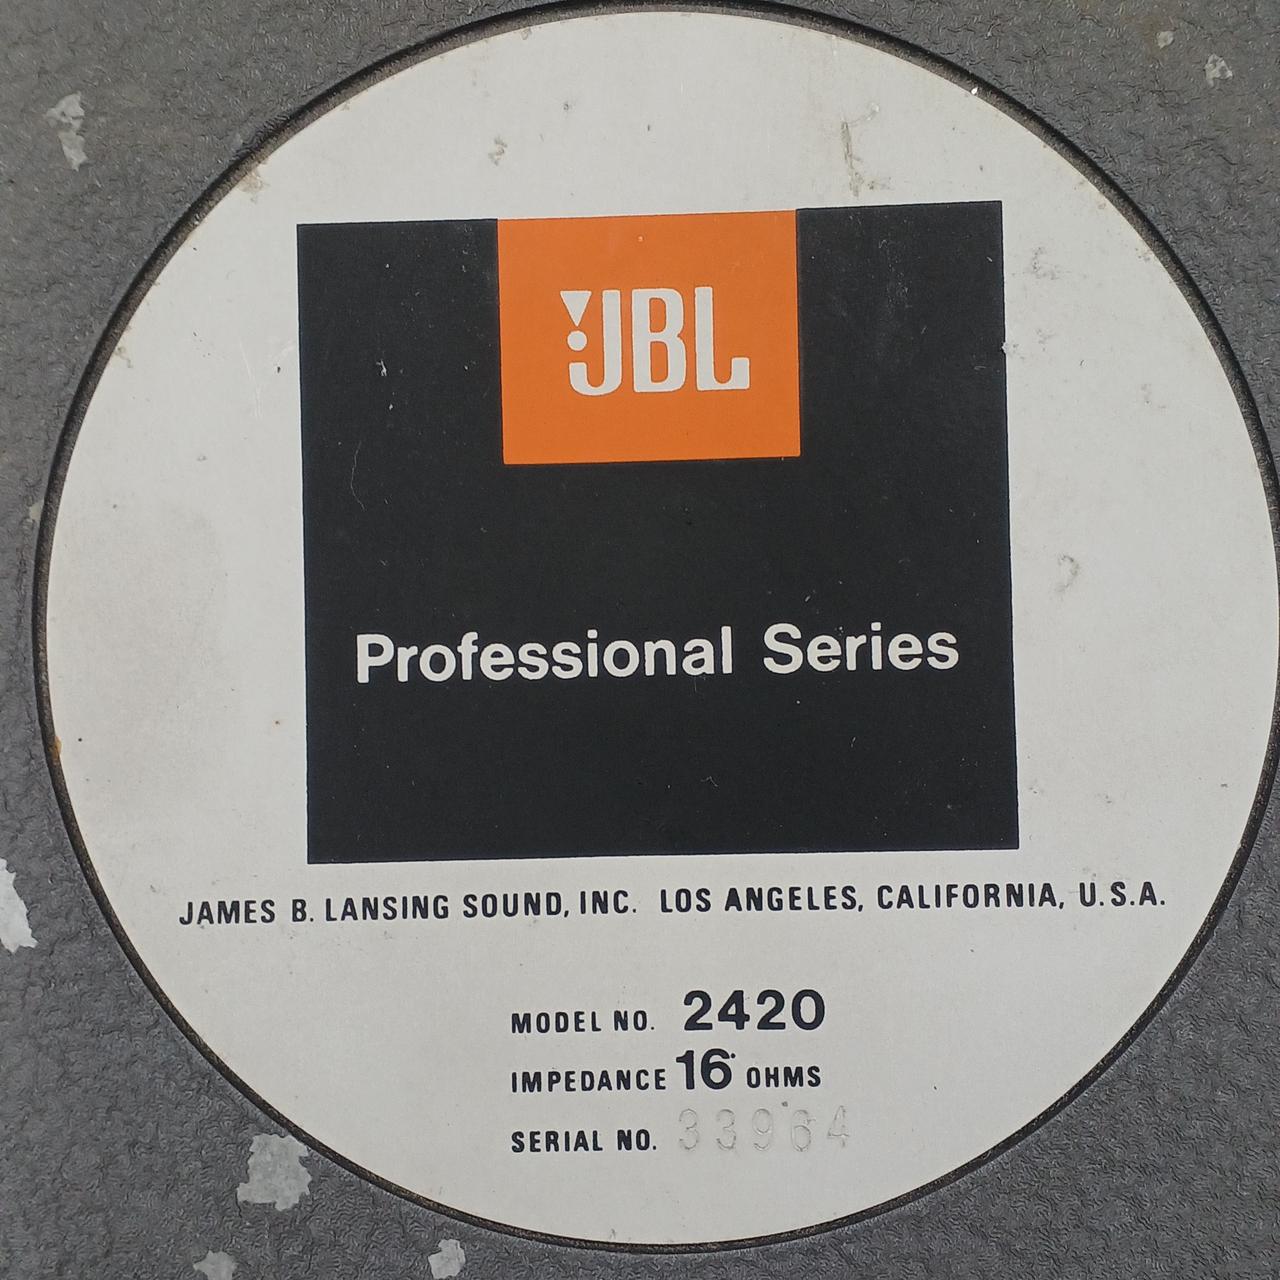 JBL
Professional Series
JAMES B. LANSING SOUND, INC. LOS ANGELES, CALIFORNIA, U.S.A.
MODEL NO. 2420
IMPEDANCE 16 OHMS
SERIAL NO. 33964